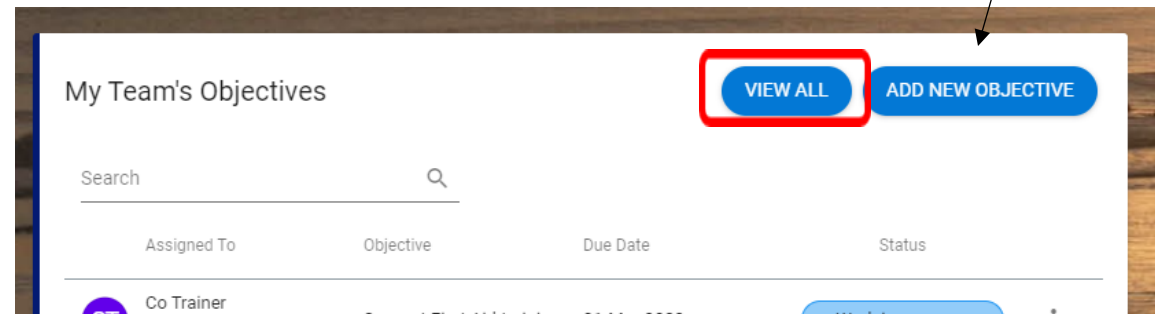 My Team's Objectives
VIEW ALL
ADD NEW OBJECTIVE
Search
Assigned To Objective Due Date Status
Co Trainer